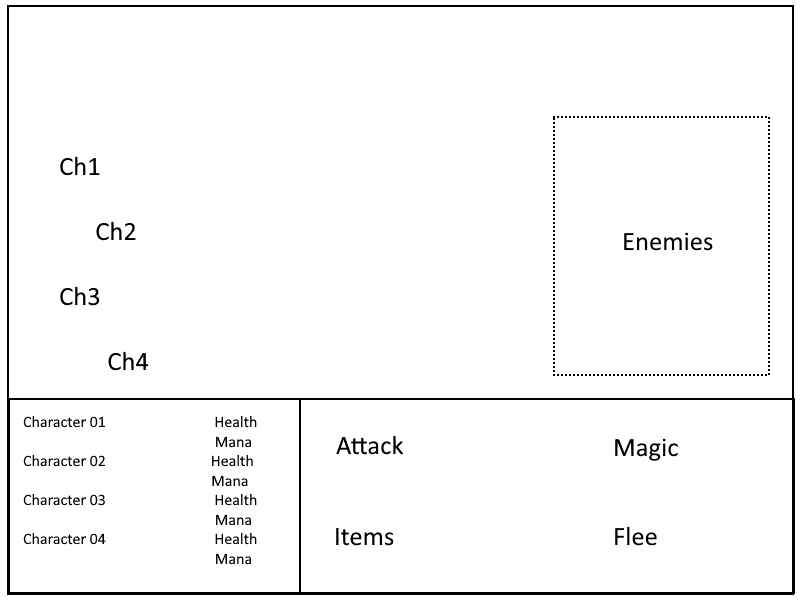 Ch1
Ch2
Enemies
Ch3
Ch4
Character 01 Health
Mana
Character 02 Health
Mana
Character 03 Health
Mana
Character 04 Health
Mana
Attack Magic
Items Flee